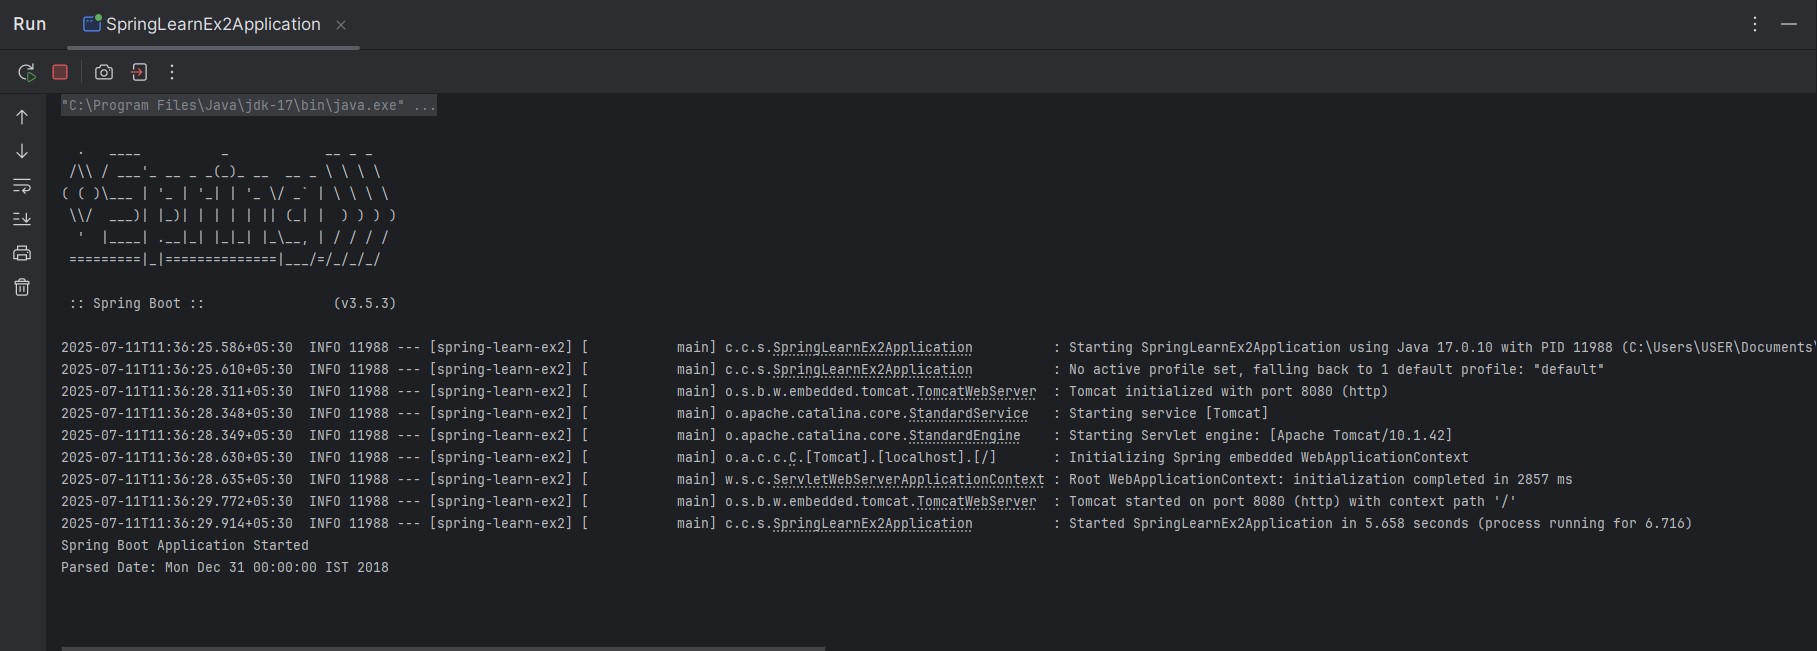 Run SpringLearnEx2Application
"C:\Program Files\Java\jdk-17\bin\java.exe" ...
  .   ____          _            __ _ _
 /\\ / ___'_ __ _ _(_)_ __  __ _ \ \ \ \
( ( )\___ | '_ | '_| | '_ \/ _` | \ \ \ \
 \\/  ___)| |_)| | | | | || (_| |  ) ) ) )
  '  |____| .__|_| |_|_| |_\__, | / / / /
 =========|_|==============|___/=/_/_/_/
 :: Spring Boot ::                (v3.5.3)
2025-07-11T11:36:25.586+05:30  INFO 11988 --- [spring-learn-ex2] [           main] c.c.s.SpringLearnEx2Application          : Starting SpringLearnEx2Application using Java 17.0.10 with PID 11988 (C:\Users\USER\Documents\
2025-07-11T11:36:25.610+05:30  INFO 11988 --- [spring-learn-ex2] [           main] c.c.s.SpringLearnEx2Application          : No active profile set, falling back to 1 default profile: "default"
2025-07-11T11:36:28.311+05:30  INFO 11988 --- [spring-learn-ex2] [           main] o.s.b.w.embedded.tomcat.TomcatWebServer  : Tomcat initialized with port 8080 (http)
2025-07-11T11:36:28.348+05:30  INFO 11988 --- [spring-learn-ex2] [           main] o.apache.catalina.core.StandardService   : Starting service [Tomcat]
2025-07-11T11:36:28.349+05:30  INFO 11988 --- [spring-learn-ex2] [           main] o.apache.catalina.core.StandardEngine    : Starting Servlet engine: [Apache Tomcat/10.1.42]
2025-07-11T11:36:28.630+05:30  INFO 11988 --- [spring-learn-ex2] [           main] o.a.c.c.C.[Tomcat].[localhost].[/]       : Initializing Spring embedded WebApplicationContext
2025-07-11T11:36:28.635+05:30  INFO 11988 --- [spring-learn-ex2] [           main] w.s.c.ServletWebServerApplicationContext : Root WebApplicationContext: initialization completed in 2857 ms
2025-07-11T11:36:29.772+05:30  INFO 11988 --- [spring-learn-ex2] [           main] o.s.b.w.embedded.tomcat.TomcatWebServer  : Tomcat started on port 8080 (http) with context path '/'
2025-07-11T11:36:29.914+05:30  INFO 11988 --- [spring-learn-ex2] [           main] c.c.s.SpringLearnEx2Application          : Started SpringLearnEx2Application in 5.658 seconds (process running for 6.716)
Spring Boot Application Started
Parsed Date: Mon Dec 31 00:00:00 IST 2018